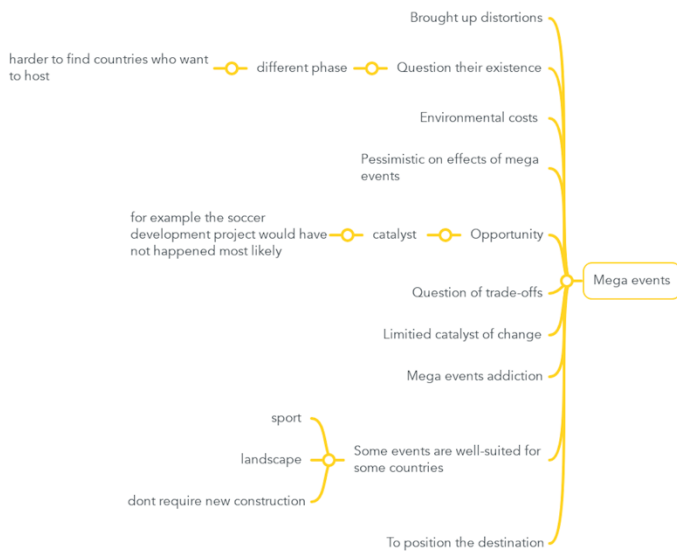 Brought up distortions
harder to find countries who want
to host
different phase
Question their existence
Environmental costs
Pessimistic on effects of mega
events
for example the soccer
development project would have
not happened most likely
catalyst
Opportunity
Mega events
Question of trade-offs
Limitied catalyst of change
Mega events addiction
sport
landscape
dont require new construction
Some events are well-suited for
some countries
To position the destination